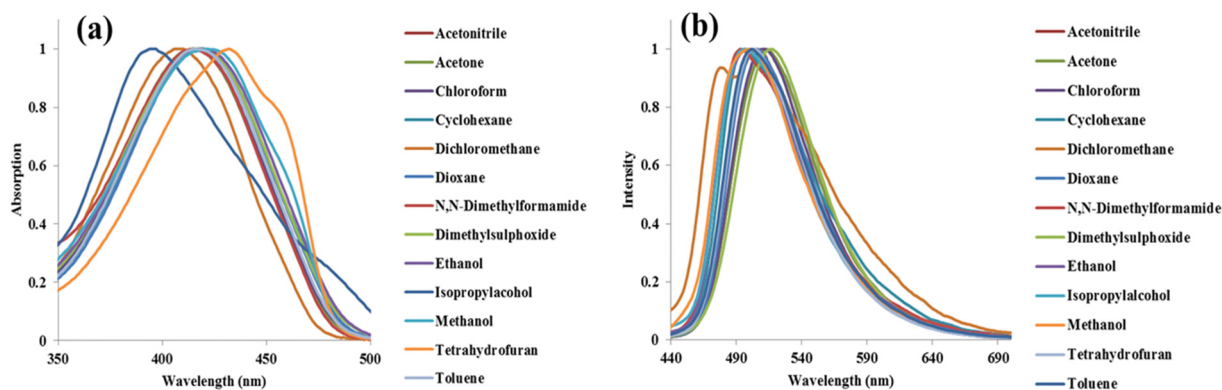 (a)
Absorption
1
0.8
0.6
0.4
0.2
0
350
400
450
500
Wavelength (nm)
Acetonitrile
Acetone
Chloroform
Cyclohexane
Dichloromethane
Dioxane
N,N-Dimethylformamide
Dimethylsulphoxide
Ethanol
Isopropylacohol
Methanol
Tetrahydrofuran
Toluene
(b)
Intensity
1
0.8
0.6
0.4
0.2
0
440
490
540
590
640
690
Wavelength (nm)
Acetonitrile
Acetone
Chloroform
Cyclohexane
Dichloromethane
Dioxane
N,N-Dimethylformamide
Dimethylsulphoxide
Ethanol
Isopropylalcohol
Methanol
Tetrahydrofuran
Toluene